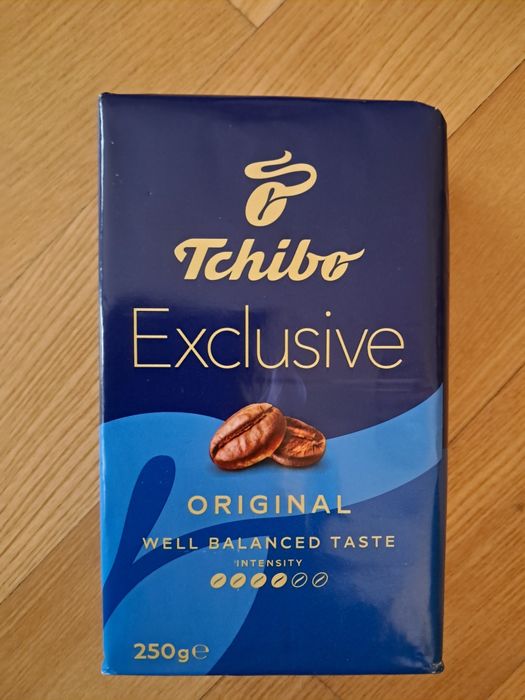 Tchibo
Exclusive
ORIGINAL
WELL BALANCED TASTE
INTENSITY
250g℮